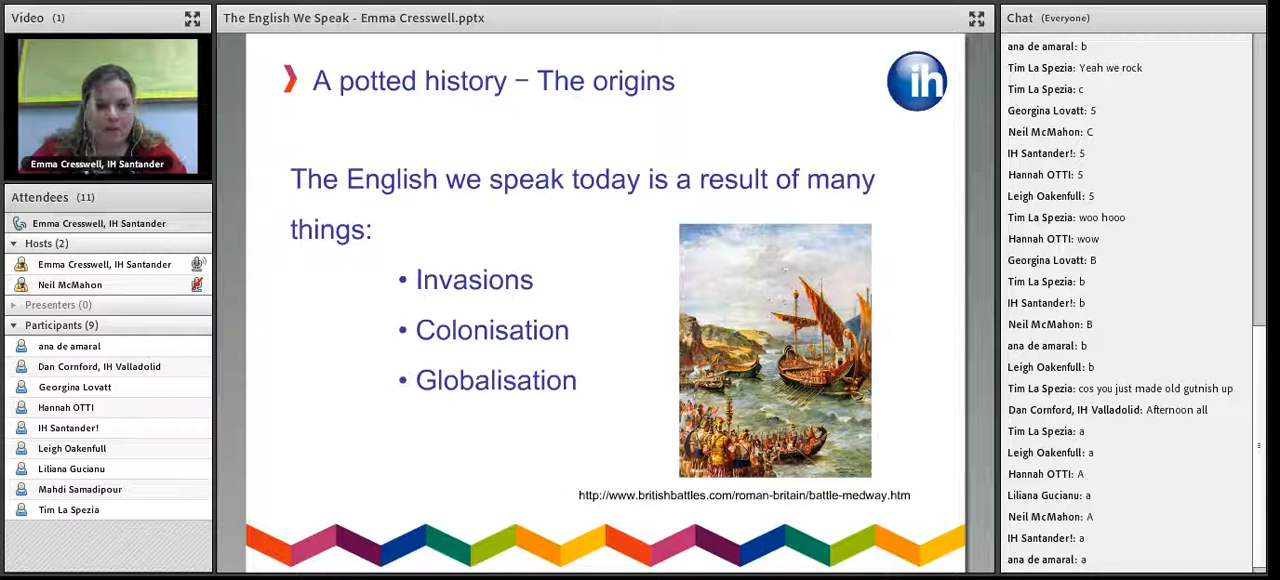 Video (1)
Emma Cresswell, IH Santander
Attendees (11)
Emma Cresswell, IH Santander
Hosts (2)
Emma Cresswell, IH Santander
Neil McMahon
Presenters (0)
Participants (9)
ana de amaral
Dan Cornford, IH Valladolid
Georgina Lovatt
Hannah OTTI
IH Santander!
Leigh Oakenfull
Liliana Gucianu
Mahdi Samadipour
Tim La Spezia
The English We Speak - Emma Cresswell.pptx
A potted history – The origins
ih
The English we speak today is a result of many
things:
• Invasions
• Colonisation
• Globalisation
http://www.britishbattles.com/roman-britain/battle-medway.htm
Chat (Everyone)
ana de amaral: b
Tim La Spezia: Yeah we rock
Tim La Spezia: c
Georgina Lovatt: 5
Neil McMahon: C
IH Santander!: 5
Hannah OTTI: 5
Leigh Oakenfull: 5
Tim La Spezia: woo hooo
Hannah OTTI: wow
Georgina Lovatt: B
Tim La Spezia: b
IH Santander!: b
Neil McMahon: B
ana de amaral: b
Leigh Oakenfull: b
Tim La Spezia: cos you just made old gutnish up
Dan Cornford, IH Valladolid: Afternoon all
Tim La Spezia: a
Leigh Oakenfull: a
Hannah OTTI: A
Liliana Gucianu: a
Neil McMahon: A
IH Santander!: a
ana de amaral: a